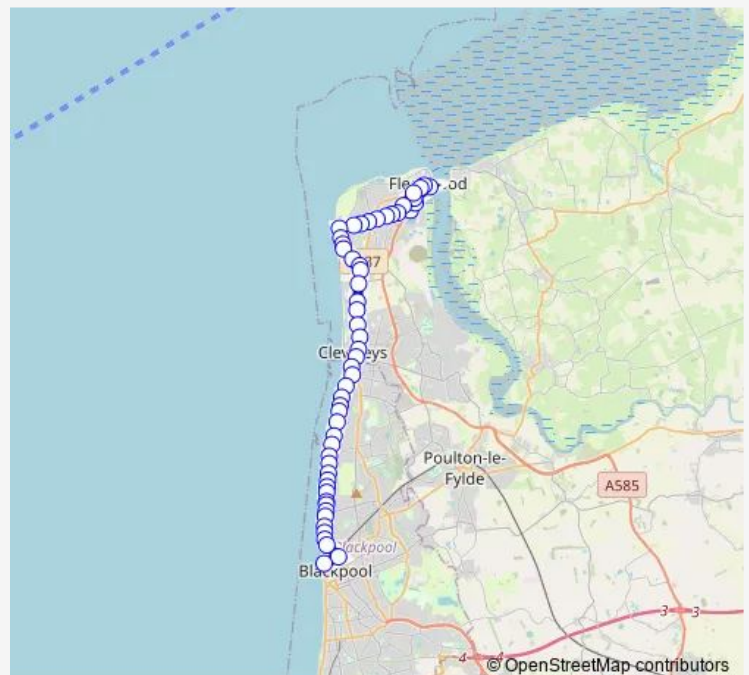 Poulton-le-
Fylde
A585
Blackpool
Blackpool
3
3
4
© OpenStreetMap contributors